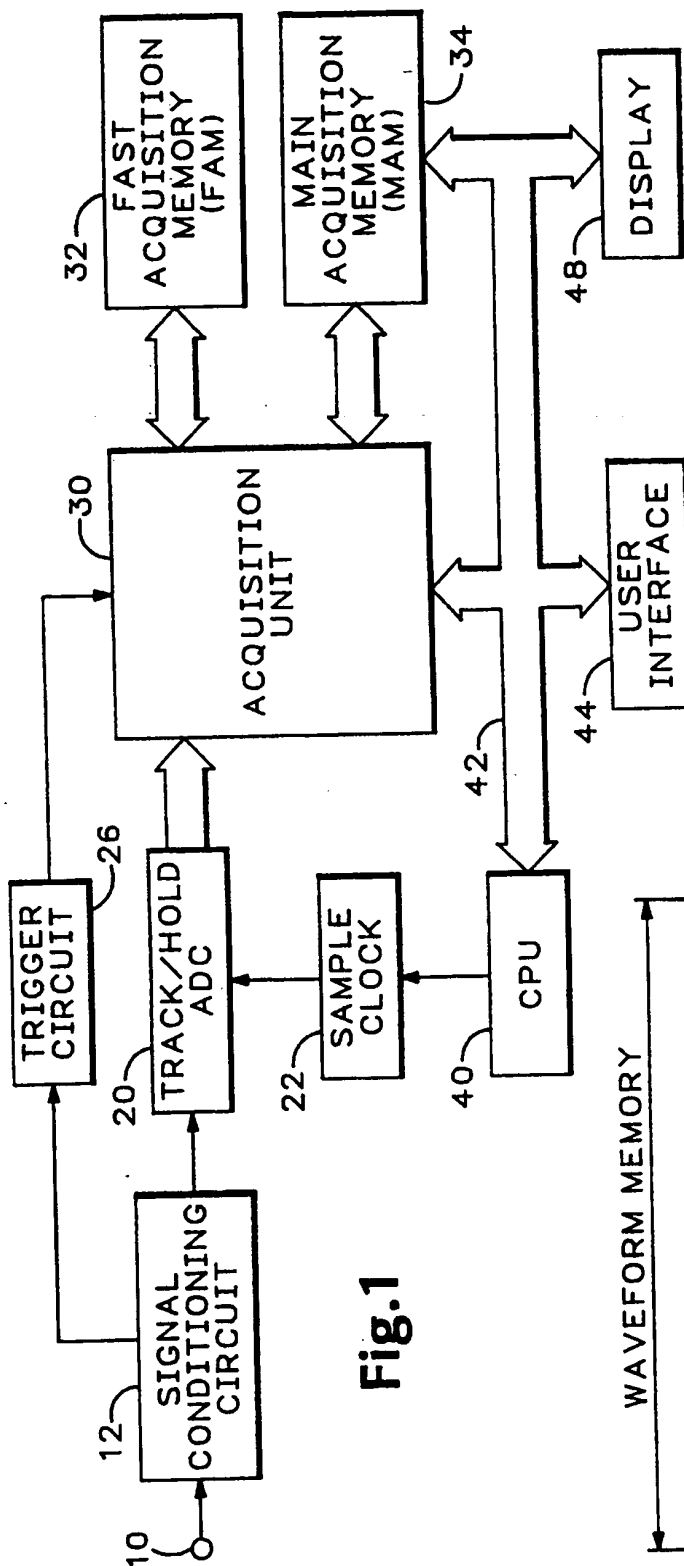 10
12
SIGNAL
CONDITIONING
CIRCUIT
TRIGGER
CIRCUIT
26
20
TRACK/HOLD
ADC
22
SAMPLE
CLOCK
40
CPU
30
ACQUISITION
UNIT
32
FAST
ACQUISITION
MEMORY
(FAM)
MAIN
ACQUISITION
MEMORY
(MAM)
34
42
44
USER
INTERFACE
48
DISPLAY
Fig.1
WAVEFORM MEMORY